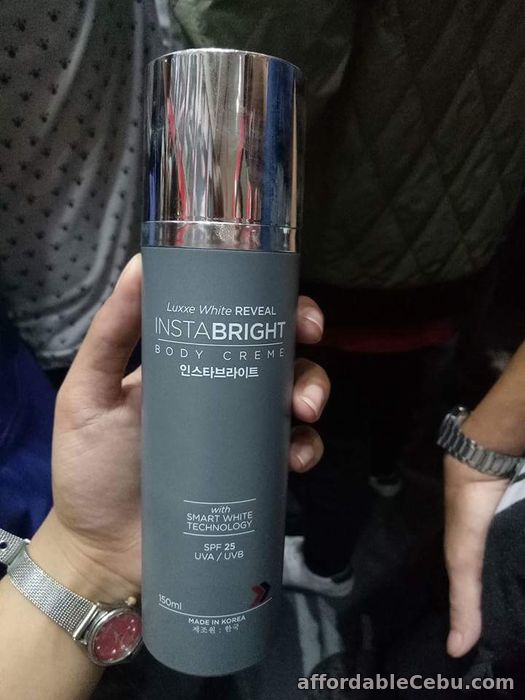 Luxxe White REVEAL
INSTABRIGHT
BODY CREME
인스타브라이트
with
SMART WHITE
TECHNOLOGY
SPF 25
UVA / UVB
150ml
MADE IN KOREA
제조원 : 한국
affordableCebu.com